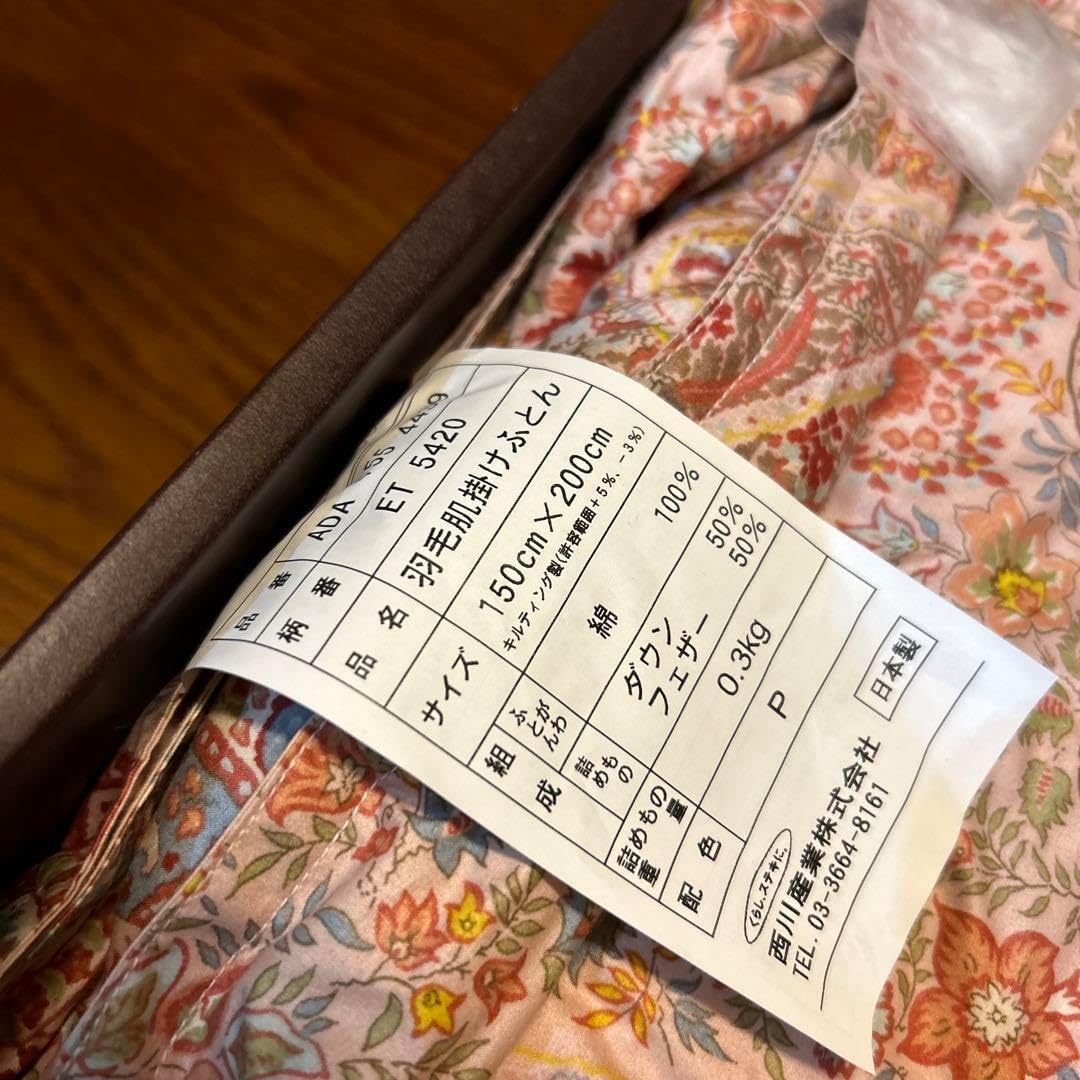 品番 ADA
柄番 ET 5420
品名 羽毛肌掛けふとん
サイズ 150cm×200cm
キルティング製(許容範囲+5%、-3%)
組成 ふとんがわ 綿 100%
詰めもの ダウン 50%
フェザー 50%
詰めもの重量 0.3kg
配色 P
日本製
くらし、ステキに。
西川産業株式会社
TEL. 03-3664-8161